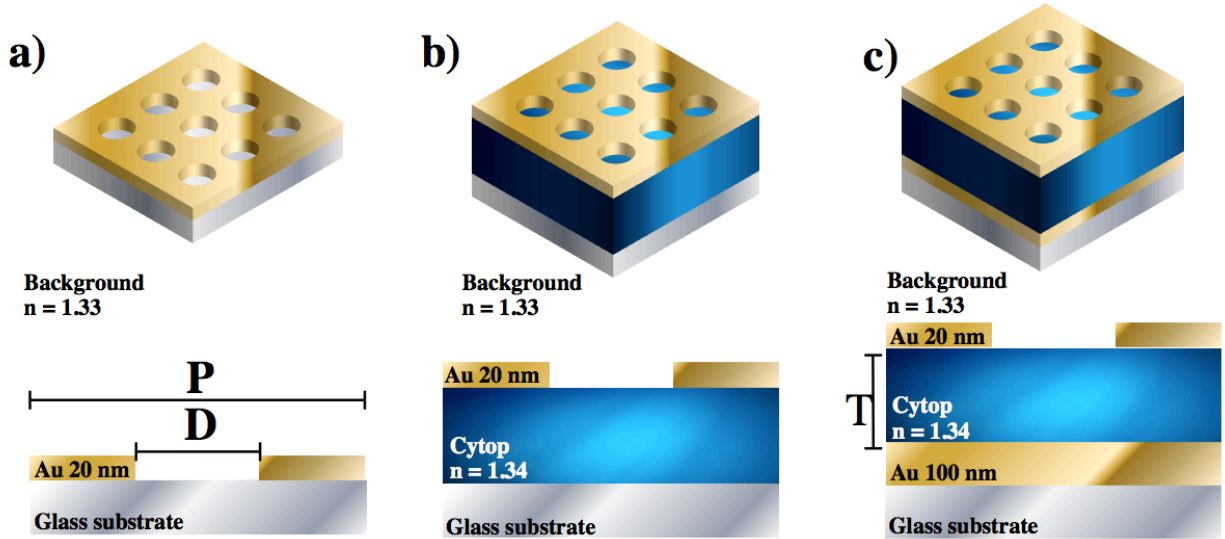 a)
Background
n = 1.33
P
D
Au 20 nm
Glass substrate
b)
Background
n = 1.33
Au 20 nm
Cytop
n = 1.34
Glass substrate
c)
Background
n = 1.33
Au 20 nm
T
Cytop
n = 1.34
Au 100 nm
Glass substrate